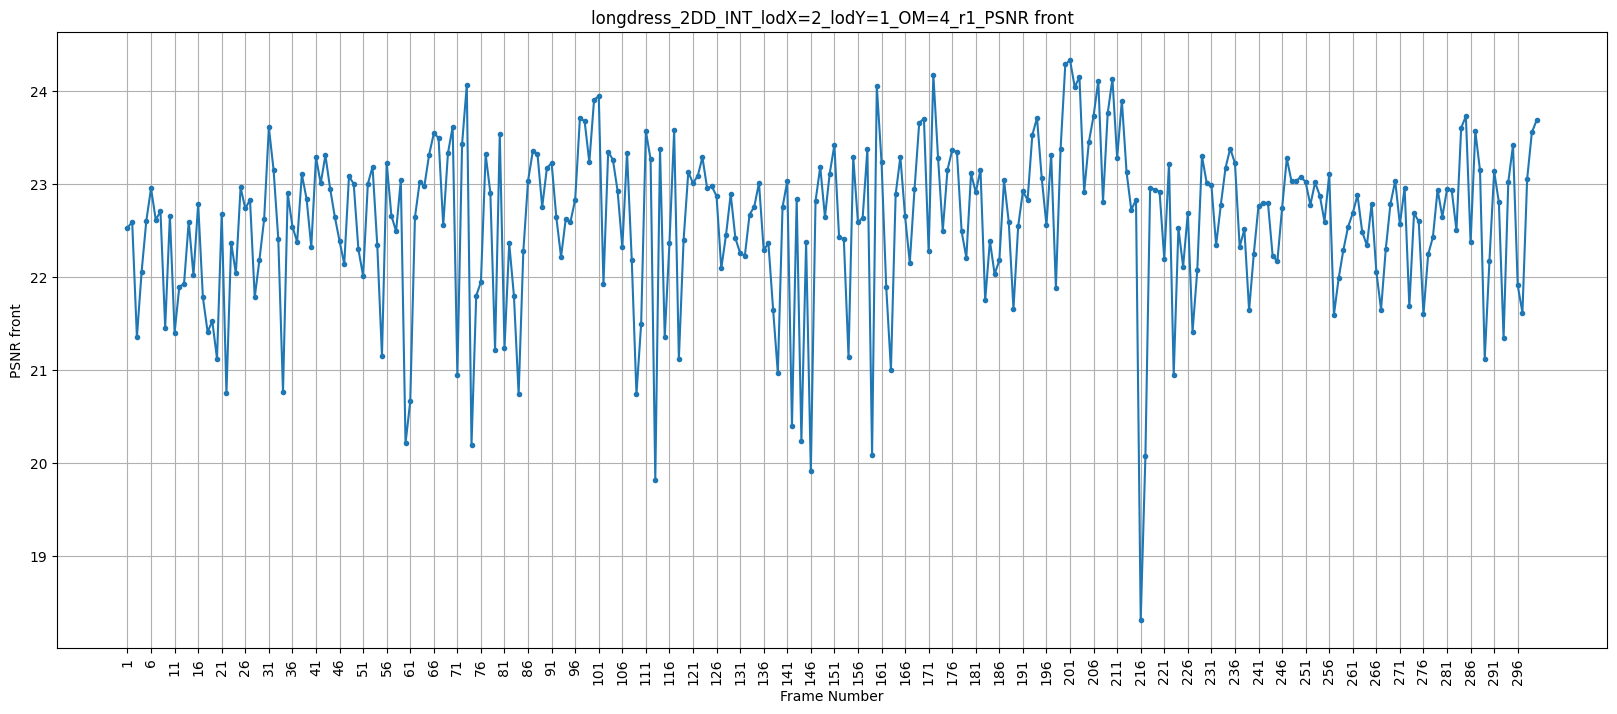 longdress_2DD_INT_lodX=2_lodY=1_OM=4_r1_PSNR front
PSNR front
24
23
22
21
20
19
1 6 11 16 21 26 31 36 41 46 51 56 61 66 71 76 81 86 91 96 101 106 111 116 121 126 131 136 141 146 151 156 161 166 171 176 181 186 191 196 201 206 211 216 221 226 231 236 241 246 251 256 261 266 271 276 281 286 291 296
Frame Number